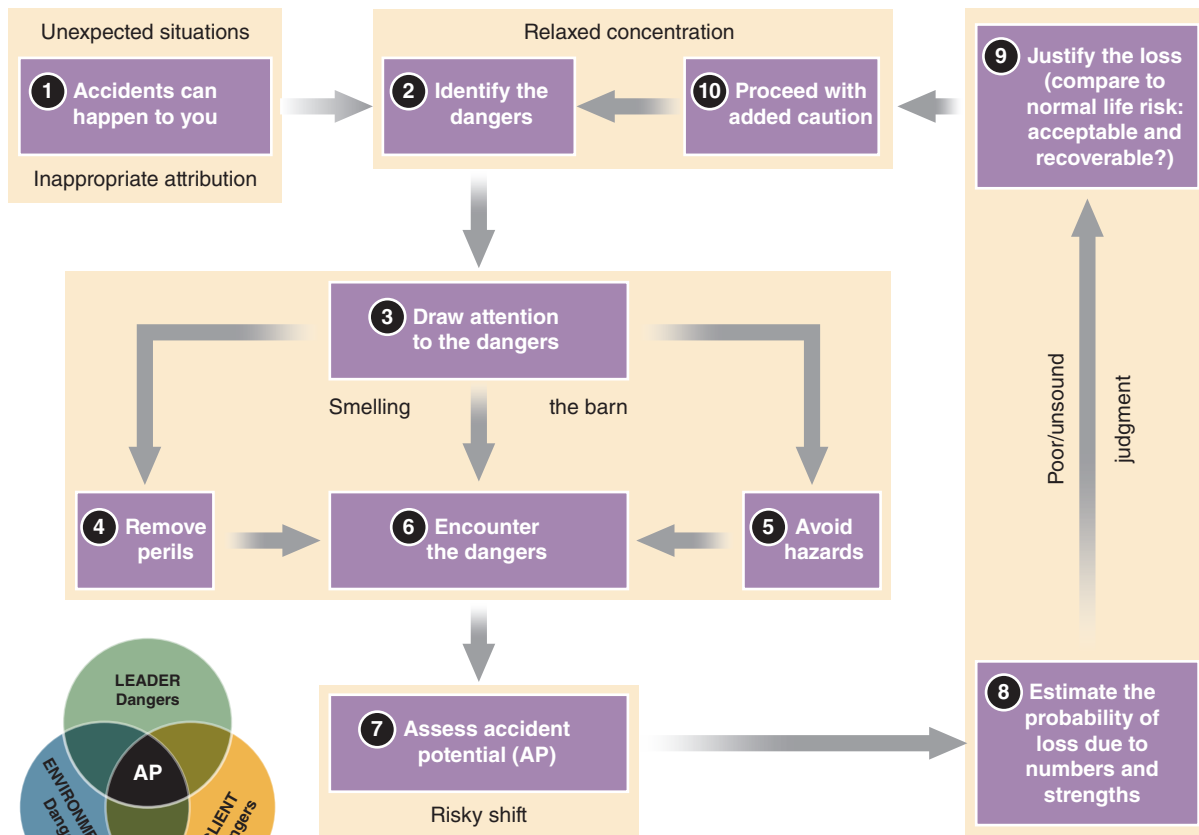 Unexpected situations
1 Accidents can
happen to you
Inappropriate attribution
Relaxed concentration
2 Identify the
dangers
10 Proceed with
added caution
9 Justify the loss
(compare to
normal life risk:
acceptable and
recoverable?)
3 Draw attention
to the dangers
Smelling the barn
4 Remove
perils
6 Encounter
the dangers
5 Avoid
hazards
Poor/unsound
judgment
7 Assess accident
potential (AP)
Risky shift
8 Estimate the
probability of
loss due to
numbers and
strengths
LEADER
Dangers
AP